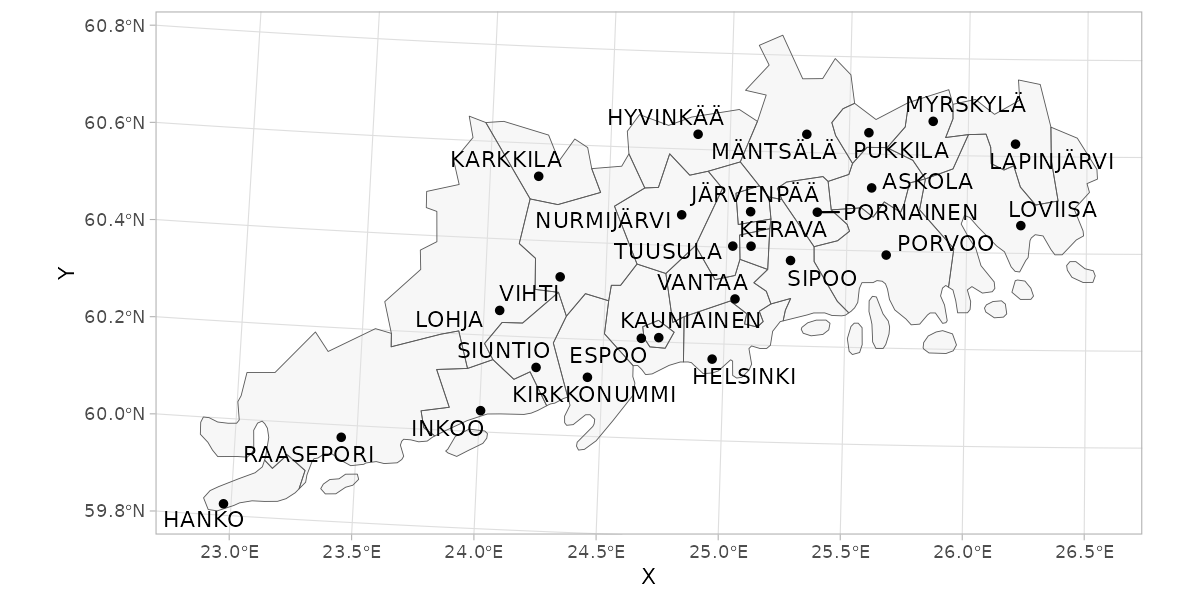 60.8°N
60.6°N
60.4°N
60.2°N
60.0°N
59.8°N
Y
MYRSKYLÄ
HYVINKÄÄ
MÄNTSÄLÄ
PUKKILA
KARKKILA
LAPINJÄRVI
ASKOLA
JÄRVENPÄÄ
LOVIISA
PORNAINEN
NURMIJÄRVI
KERAVA
PORVOO
TUUSULA
SIPOO
VANTAA
VIHTI
LOHJA
KAUNIAINEN
SIUNTIO
ESPOO
HELSINKI
KIRKKONUMMI
INKOO
RAASEPORI
HANKO
23.0°E
23.5°E
24.0°E
24.5°E
25.0°E
25.5°E
26.0°E
26.5°E
X